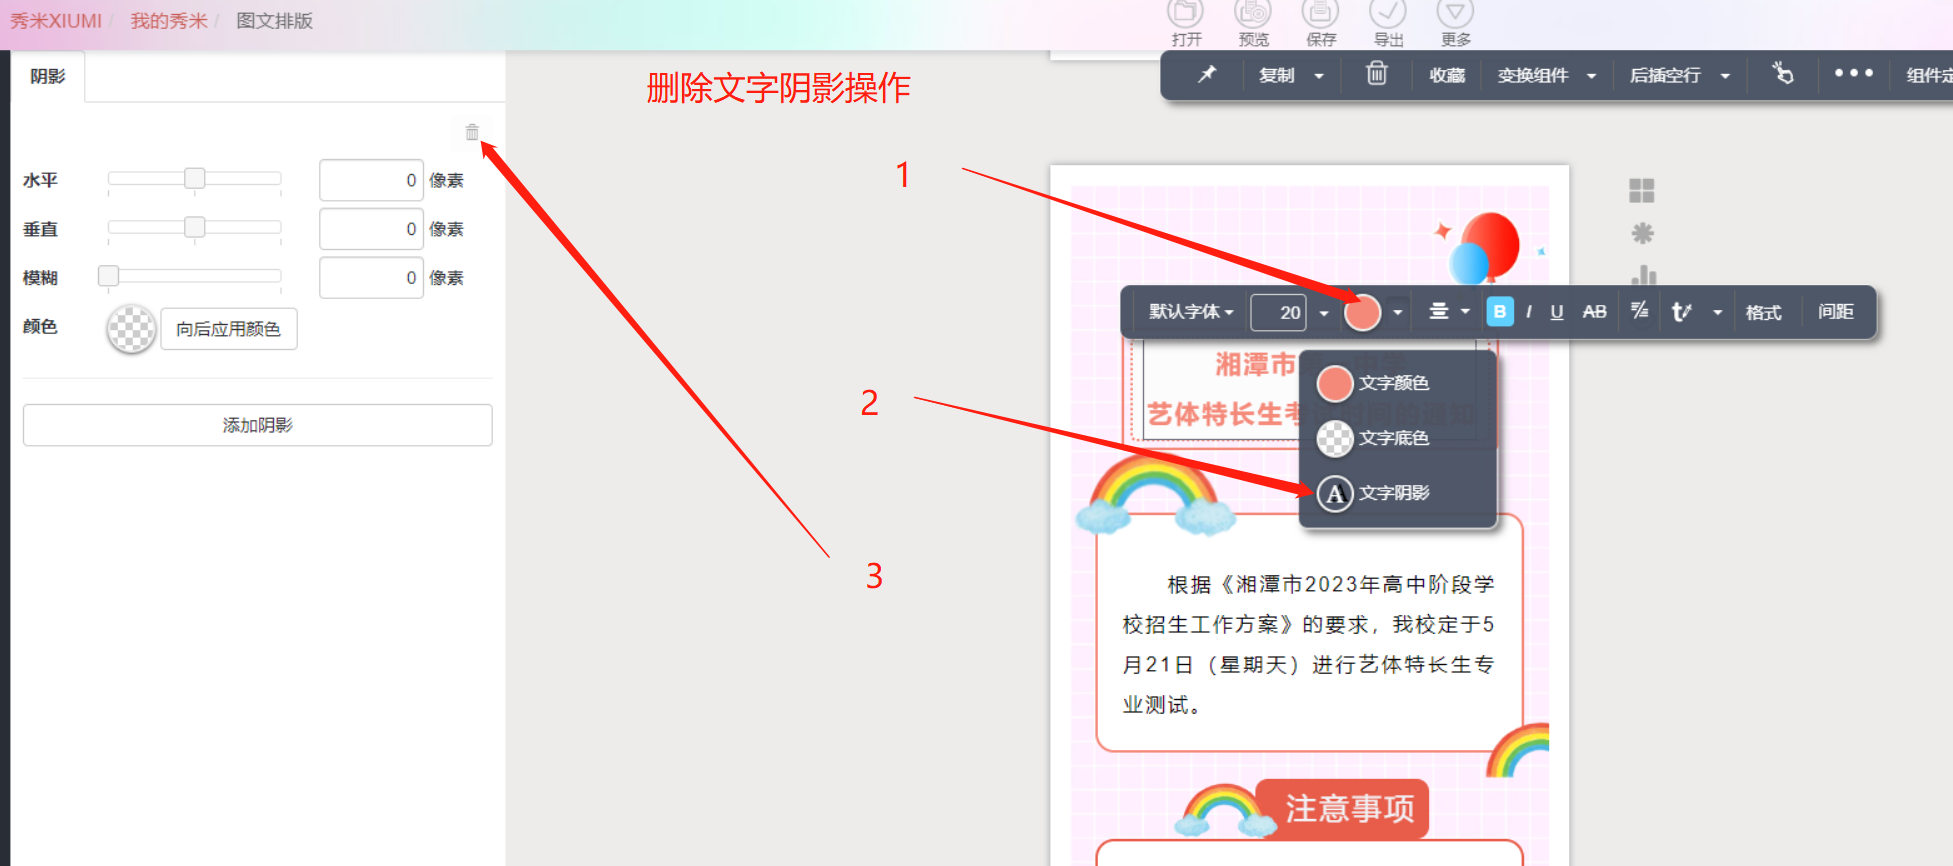 秀米XIUMI / 我的秀米 / 图文排版
打开 预览 保存 导出 更多
复制 收藏 变换组件 后插空行 组件定
阴影
删除文字阴影操作
水平 0 像素
垂直 0 像素
模糊 0 像素
颜色 向后应用颜色
添加阴影
1
2
3
默认字体 20 B I U AB 格式 间距
文字颜色
文字底色
A 文字阴影
湘潭市
艺体特长生考试时间的通知
根据《湘潭市2023年高中阶段学
校招生工作方案》的要求，我校定于5
月21日（星期天）进行艺体特长生专
业测试。
注意事项